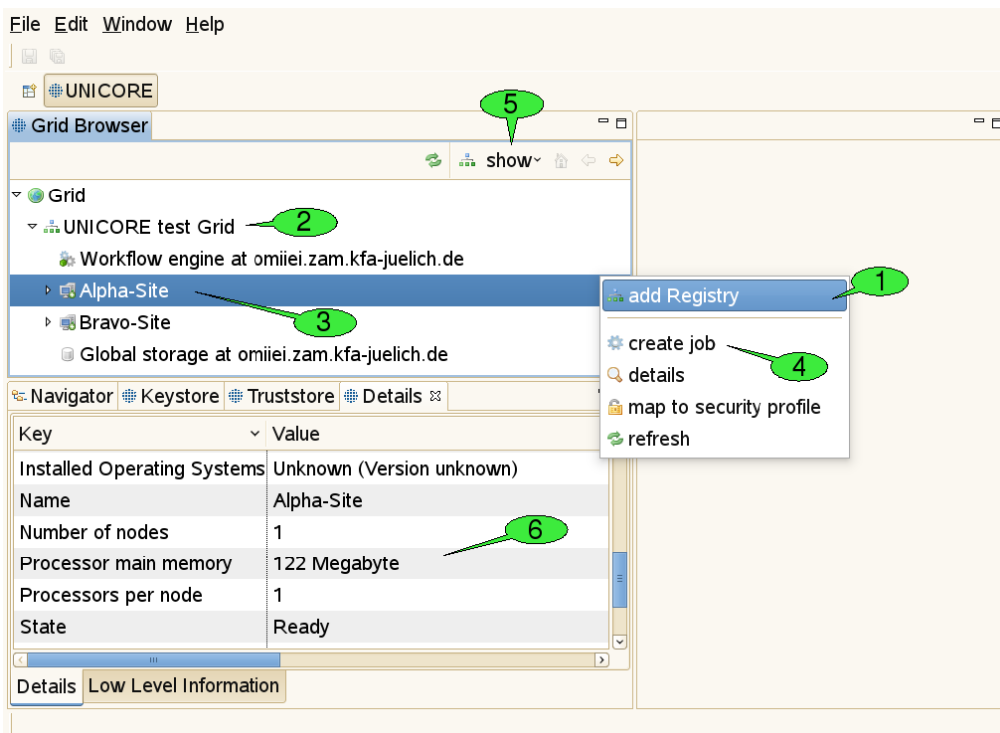 File Edit Window Help
UNICORE
5
Grid Browser
show
Grid
UNICORE test Grid
2
Workflow engine at omiiei.zam.kfa-juelich.de
Alpha-Site
add Registry
1
Bravo-Site
3
create job
Global storage at omiiei.zam.kfa-juelich.de
4
details
Navigator Keystore Truststore Details
map to security profile
Key Value
refresh
Installed Operating Systems Unknown (Version unknown)
Name Alpha-Site
Number of nodes 1
6
Processor main memory 122 Megabyte
Processors per node 1
State Ready
Details Low Level Information